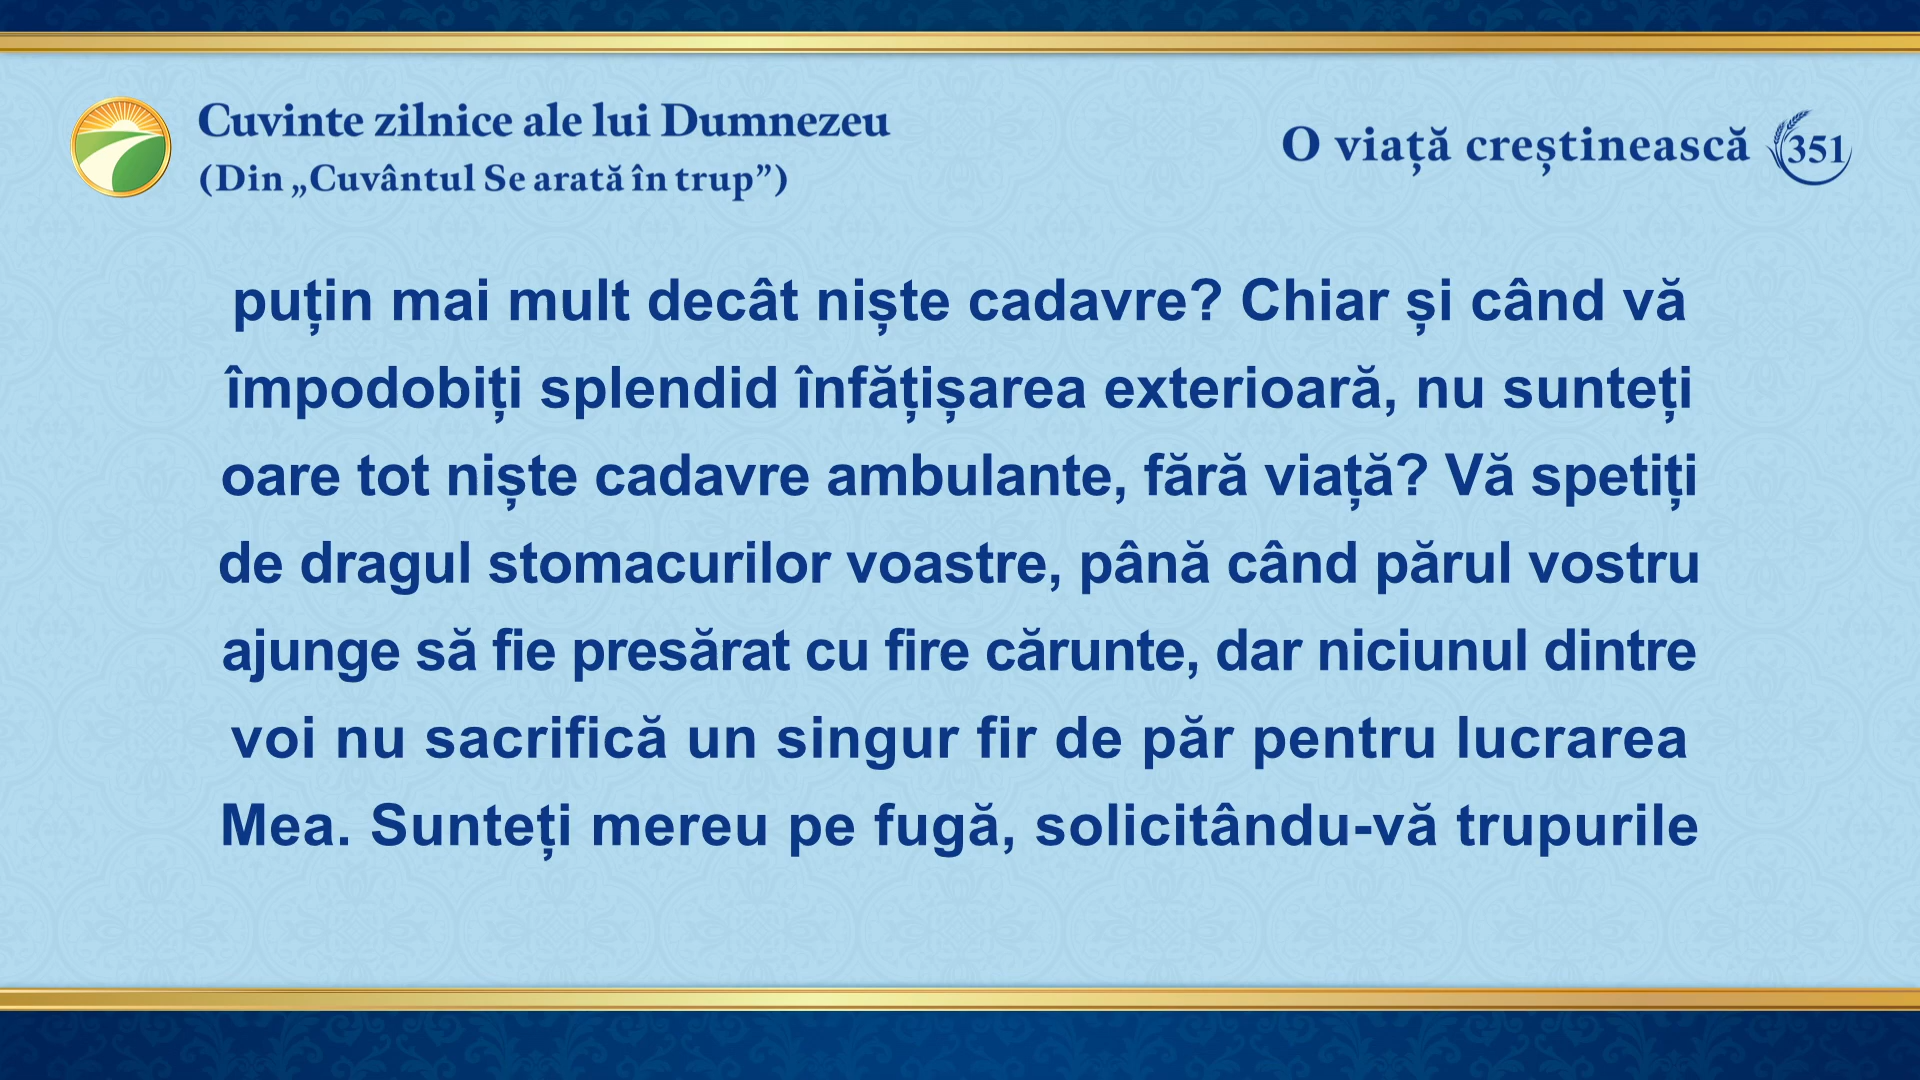 Cuvinte zilnice ale lui Dumnezeu
(Din „Cuvântul Se arată în trup”)
O viață creștinească 351
puțin mai mult decât niște cadavre? Chiar și când vă
împodobiți splendid înfățișarea exterioară, nu sunteți
oare tot niște cadavre ambulante, fără viață? Vă spetiți
de dragul stomacurilor voastre, până când părul vostru
ajunge să fie presărat cu fire cărunte, dar niciunul dintre
voi nu sacrifică un singur fir de păr pentru lucrarea
Mea. Sunteți mereu pe fugă, solicitându-vă trupurile